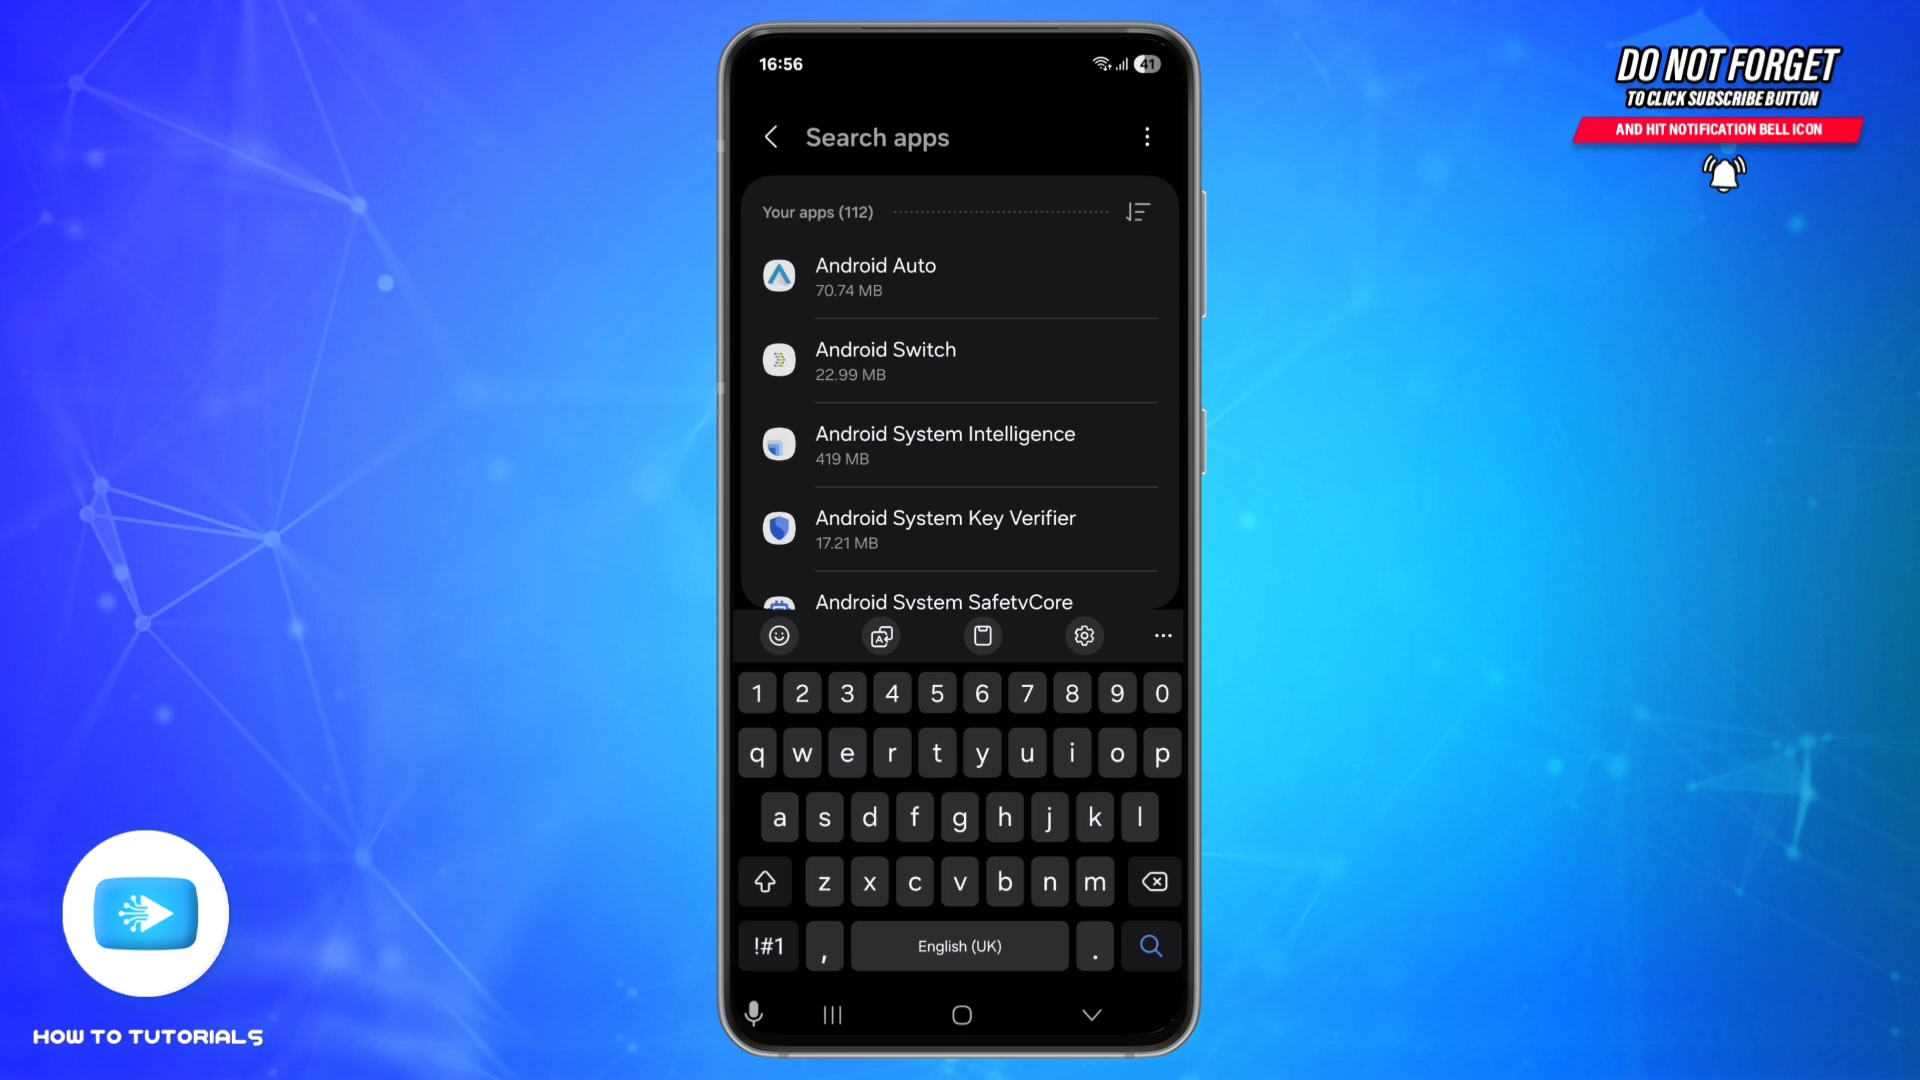 16:56
41
DO NOT FORGET
TO CLICK SUBSCRIBE BUTTON
AND HIT NOTIFICATION BELL ICON
Search apps
Your apps (112)
Android Auto
70.74 MB
Android Switch
22.99 MB
Android System Intelligence
419 MB
Android System Key Verifier
17.21 MB
Android System SafetyCore
1 2 3 4 5 6 7 8 9 0
q w e r t y u i o p
a s d f g h j k l
z x c v b n m
!#1 , English (UK) .
HOW TO TUTORIALS